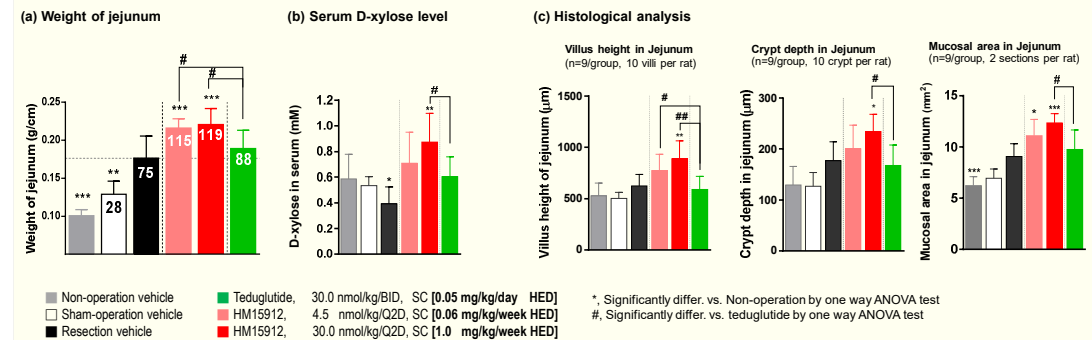 (a) Weight of jejunum
Weight of jejunum (g/cm)
0.25
0.20
0.15
0.10
***
**
28
75
***
115
***
119
88
#
#
(b) Serum D-xylose level
D-xylose in serum (mM)
1.2
1.0
0.8
0.6
0.4
0.2
0.0
*
**
#
(c) Histological analysis
Villus height in Jejunum
(n=9/group, 10 villi per rat)
Villus height of jejunum (μm)
1500
1000
500
0
**
#
##
Crypt depth in Jejunum
(n=9/group, 10 crypt per rat)
Crypt depth in jejunum (μm)
300
200
100
0
*
#
Mucosal area in Jejunum
(n=9/group, 2 sections per rat)
Mucosal area in jejunum (mm²)
15
10
5
0
***
*
***
#
Non-operation vehicle
Sham-operation vehicle
Resection vehicle
Teduglutide, 30.0 nmol/kg/BID, SC [0.05 mg/kg/day HED]
HM15912, 4.5 nmol/kg/Q2D, SC [0.06 mg/kg/week HED]
HM15912, 30.0 nmol/kg/Q2D, SC [1.0 mg/kg/week HED]
*, Significantly differ. vs. Non-operation by one way ANOVA test
#, Significantly differ. vs. teduglutide by one way ANOVA test